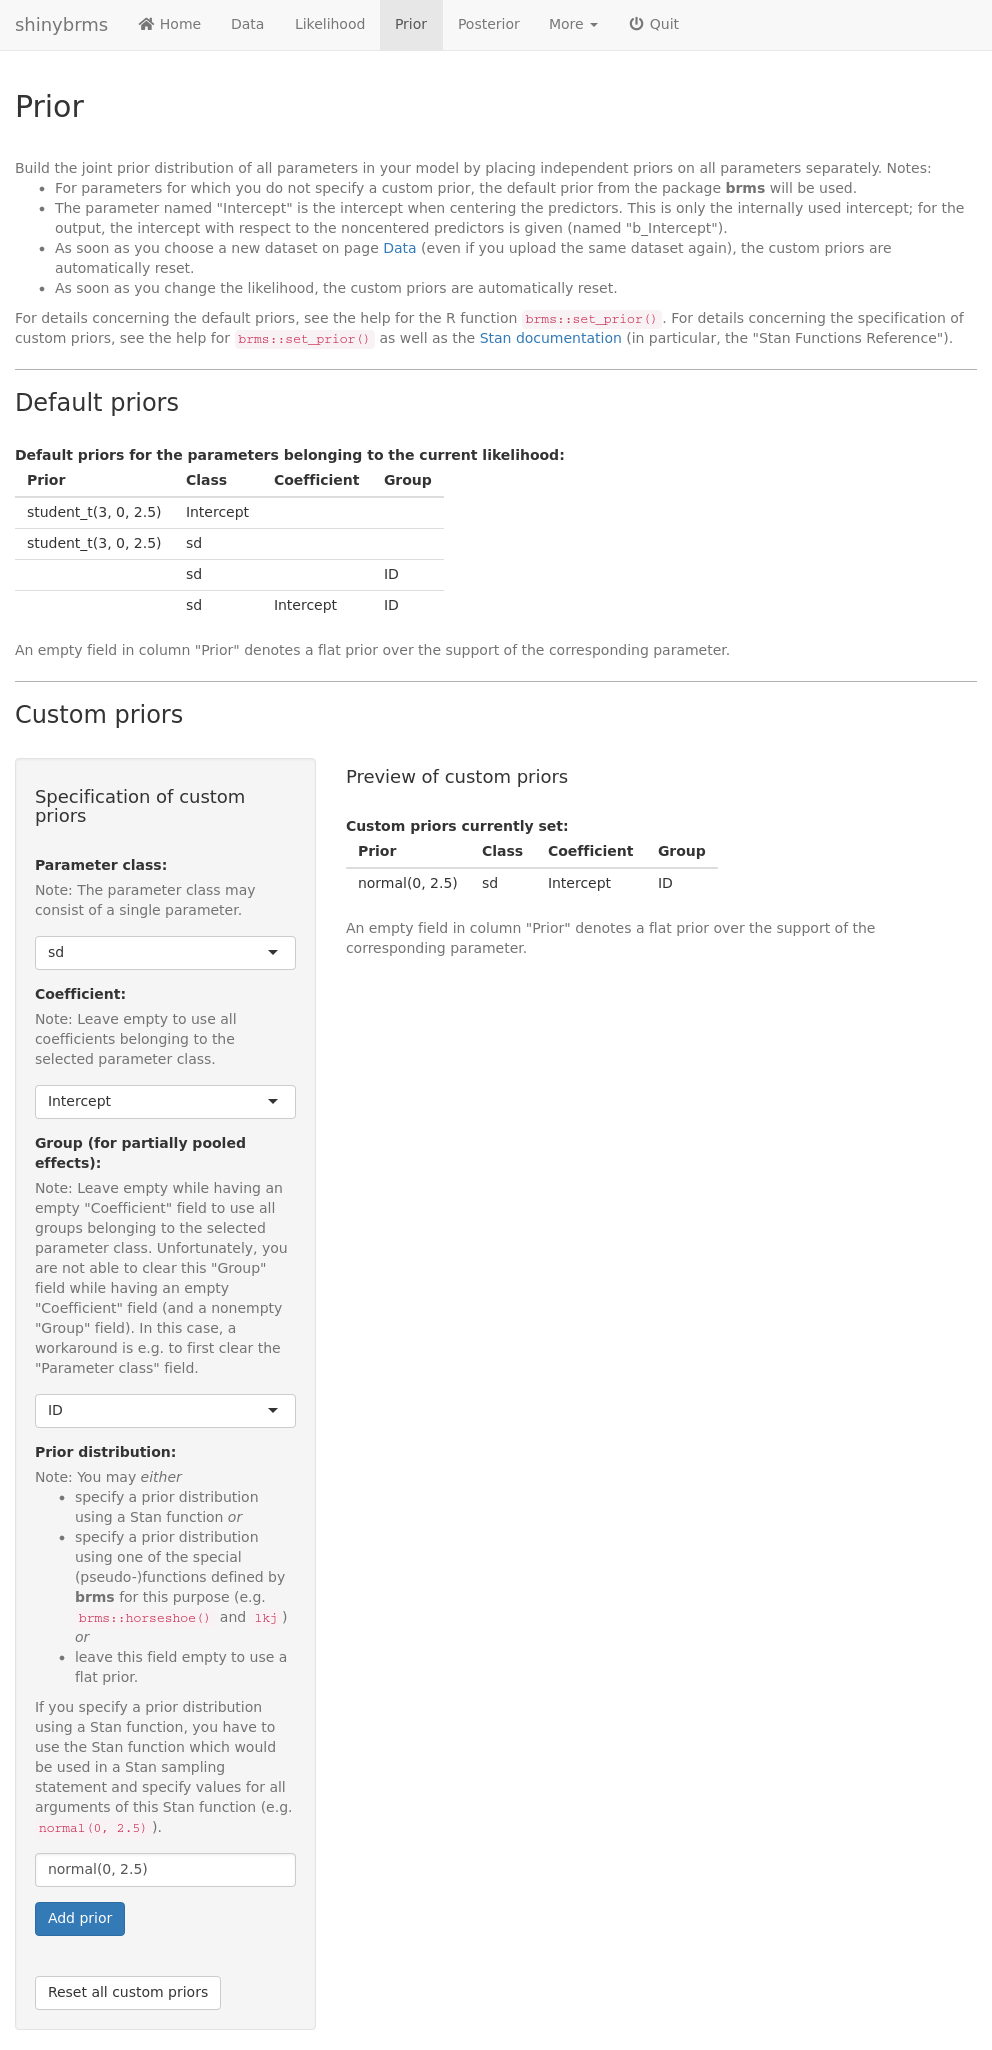 shinybrms Home Data Likelihood Prior Posterior More Quit
Prior
Build the joint prior distribution of all parameters in your model by placing independent priors on all parameters separately. Notes:
• For parameters for which you do not specify a custom prior, the default prior from the package brms will be used.
• The parameter named "Intercept" is the intercept when centering the predictors. This is only the internally used intercept; for the
output, the intercept with respect to the noncentered predictors is given (named "b_Intercept").
• As soon as you choose a new dataset on page Data (even if you upload the same dataset again), the custom priors are
automatically reset.
• As soon as you change the likelihood, the custom priors are automatically reset.
For details concerning the default priors, see the help for the R function brms::set_prior(). For details concerning the specification of
custom priors, see the help for brms::set_prior() as well as the Stan documentation (in particular, the "Stan Functions Reference").
Default priors
Default priors for the parameters belonging to the current likelihood:
Prior Class Coefficient Group
student_t(3, 0, 2.5) Intercept
student_t(3, 0, 2.5) sd
sd ID
sd Intercept ID
An empty field in column "Prior" denotes a flat prior over the support of the corresponding parameter.
Custom priors
Specification of custom
priors
Parameter class:
Note: The parameter class may
consist of a single parameter.
sd
Coefficient:
Note: Leave empty to use all
coefficients belonging to the
selected parameter class.
Intercept
Group (for partially pooled
effects):
Note: Leave empty while having an
empty "Coefficient" field to use all
groups belonging to the selected
parameter class. Unfortunately, you
are not able to clear this "Group"
field while having an empty
"Coefficient" field (and a nonempty
"Group" field). In this case, a
workaround is e.g. to first clear the
"Parameter class" field.
ID
Prior distribution:
Note: You may either
• specify a prior distribution
using a Stan function or
• specify a prior distribution
using one of the special
(pseudo-)functions defined by
brms for this purpose (e.g.
brms::horseshoe() and lkj)
or
• leave this field empty to use a
flat prior.
If you specify a prior distribution
using a Stan function, you have to
use the Stan function which would
be used in a Stan sampling
statement and specify values for all
arguments of this Stan function (e.g.
normal(0, 2.5)).
normal(0, 2.5)
Add prior
Reset all custom priors
Preview of custom priors
Custom priors currently set:
Prior Class Coefficient Group
normal(0, 2.5) sd Intercept ID
An empty field in column "Prior" denotes a flat prior over the support of the
corresponding parameter.